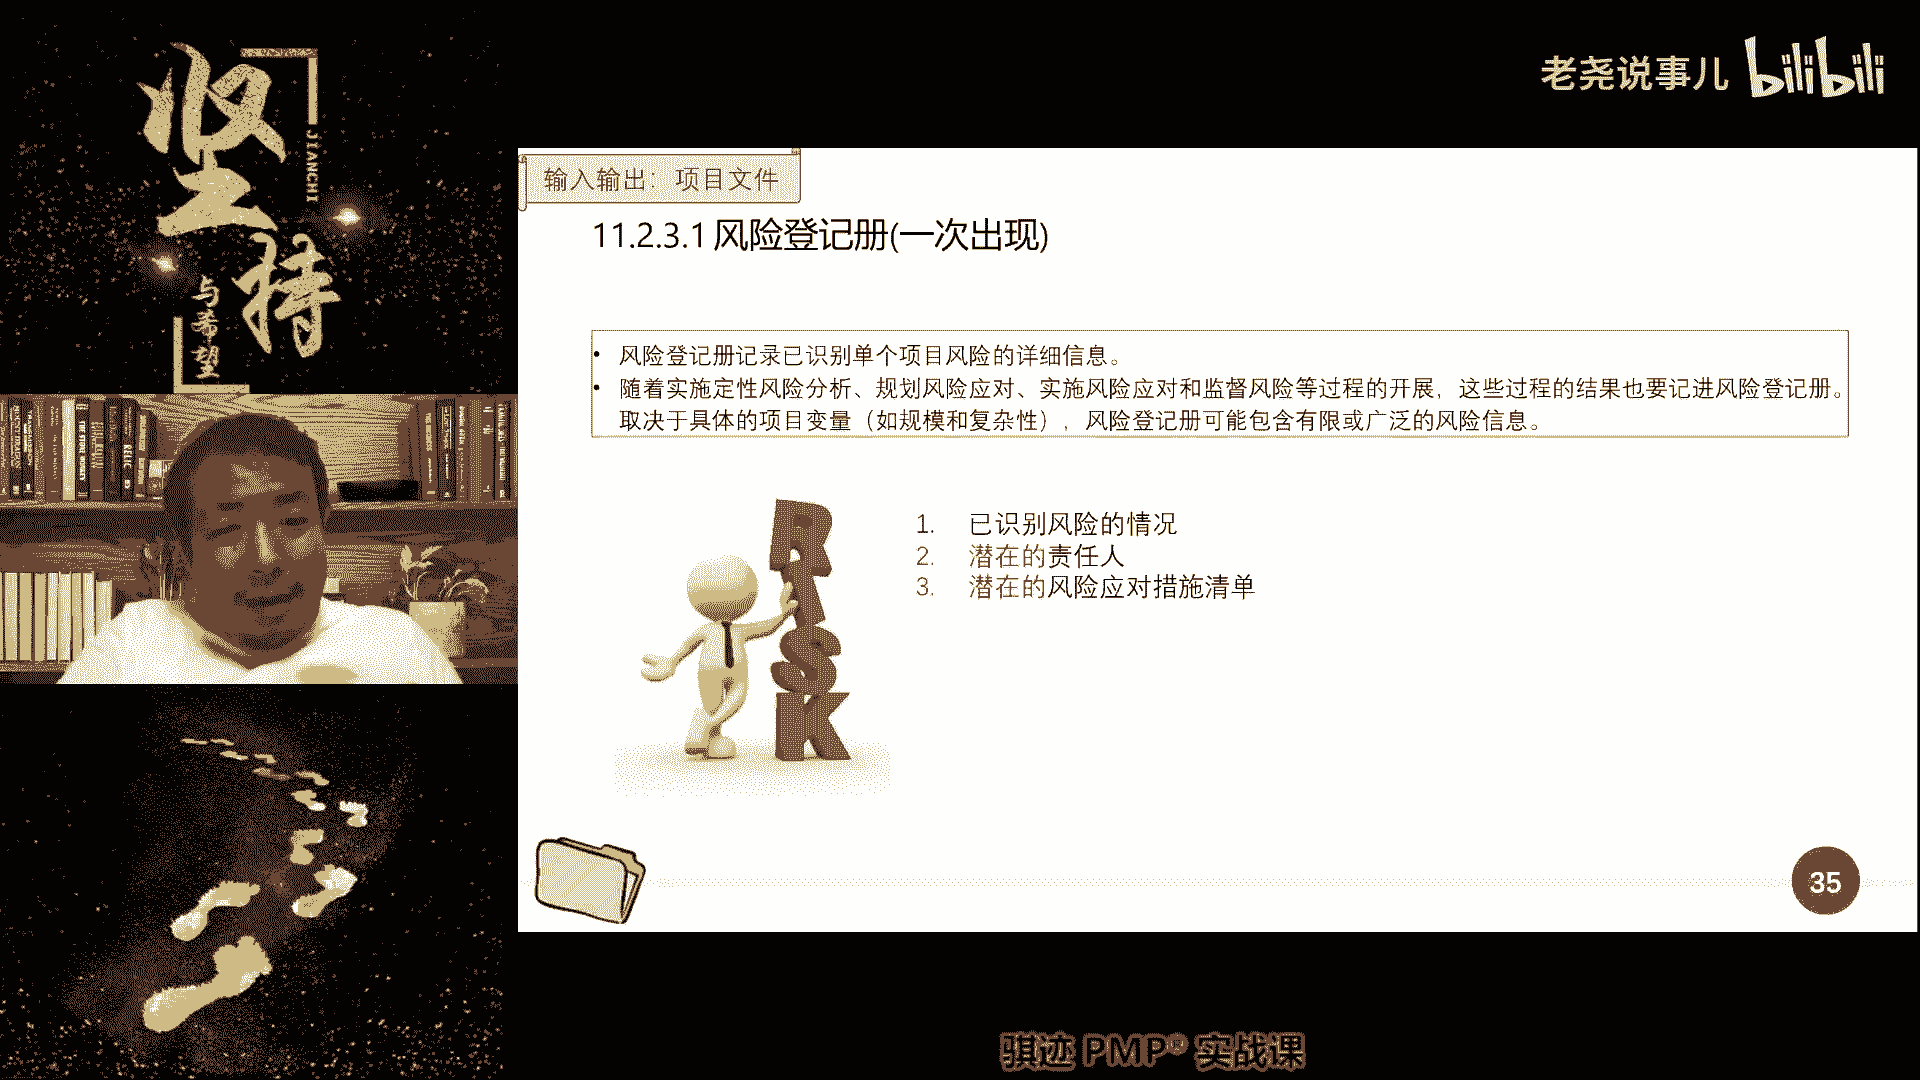 坚持
JIANCHI
与希望
老尧说事儿 bilibili
输入输出：项目文件
11.2.3.1 风险登记册(一次出现)
• 风险登记册记录已识别单个项目风险的详细信息。
• 随着实施定性风险分析、规划风险应对、实施风险应对和监督风险等过程的开展，这些过程的结果也要记进风险登记册。
取决于具体的项目变量（如规模和复杂性），风险登记册可能包含有限或广泛的风险信息。
RISK
1. 已识别风险的情况
2. 潜在的责任人
3. 潜在的风险应对措施清单
35
骐迹 PMP® 实战课